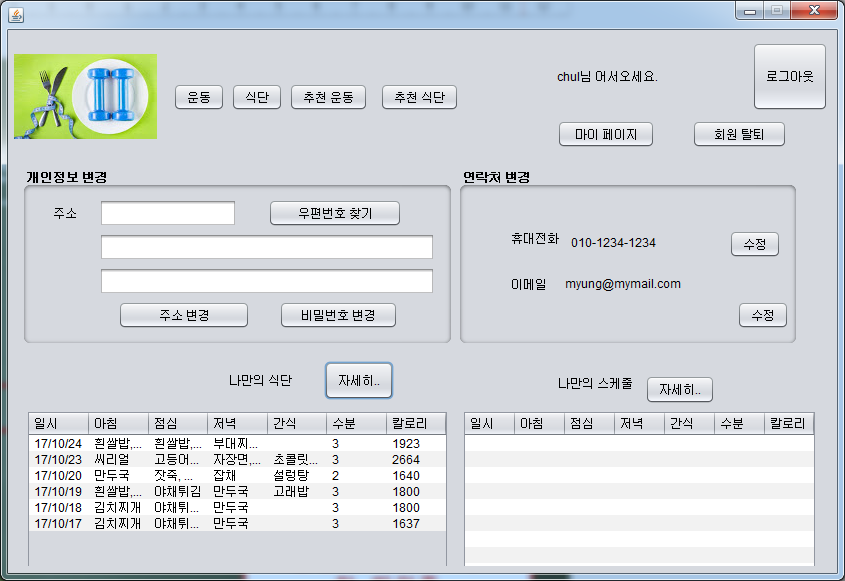 chul님 어서오세요.
로그아웃
운동 식단 추천 운동 추천 식단
마이 페이지 회원 탈퇴
개인정보 변경
주소 우편번호 찾기
주소 변경 비밀번호 변경
연락처 변경
휴대전화 010-1234-1234 수정
이메일 myung@mymail.com
수정
나만의 식단 자세히..
일시 아침 점심 저녁 간식 수분 칼로리
17/10/24 흰쌀밥,... 흰쌀밥,... 부대찌... 3 1923
17/10/23 씨리얼 고등어... 자장면,... 초콜릿... 3 2664
17/10/20 만두국 잣죽, ... 잡채 설렁탕 2 1640
17/10/19 흰쌀밥,... 야채튀김 만두국 고래밥 3 1800
17/10/18 김치찌개 야채튀... 만두국 3 1800
17/10/17 김치찌개 야채튀... 만두국 3 1637
나만의 스케줄 자세히..
일시 아침 점심 저녁 간식 수분 칼로리